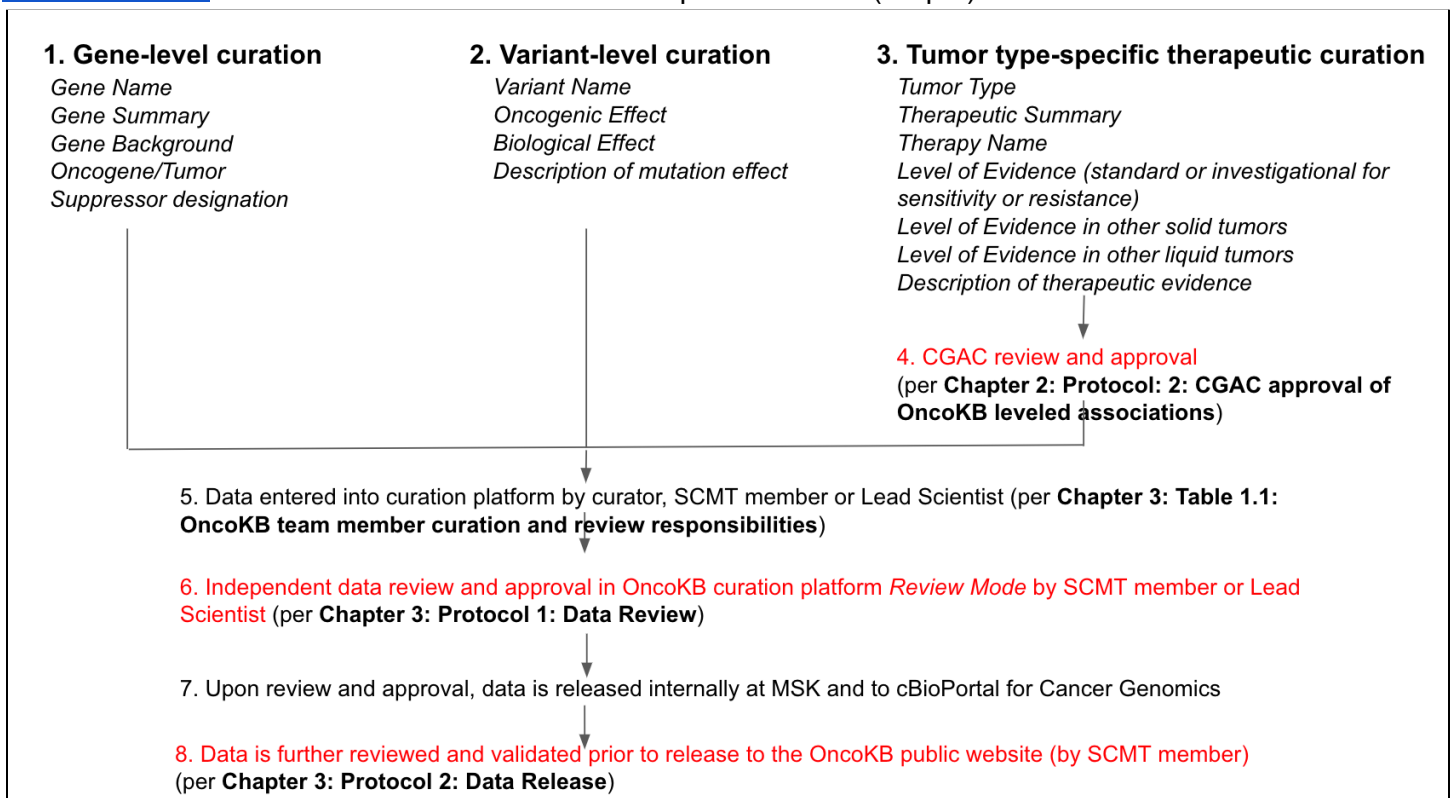 1. Gene-level curation
Gene Name
Gene Summary
Gene Background
Oncogene/Tumor
Suppressor designation
2. Variant-level curation
Variant Name
Oncogenic Effect
Biological Effect
Description of mutation effect
3. Tumor type-specific therapeutic curation
Tumor Type
Therapeutic Summary
Therapy Name
Level of Evidence (standard or investigational for
sensitivity or resistance)
Level of Evidence in other solid tumors
Level of Evidence in other liquid tumors
Description of therapeutic evidence
4. CGAC review and approval
(per Chapter 2: Protocol: 2: CGAC approval of
OncoKB leveled associations)
5. Data entered into curation platform by curator, SCMT member or Lead Scientist (per Chapter 3: Table 1.1:
OncoKB team member curation and review responsibilities)
6. Independent data review and approval in OncoKB curation platform Review Mode by SCMT member or Lead
Scientist (per Chapter 3: Protocol 1: Data Review)
7. Upon review and approval, data is released internally at MSK and to cBioPortal for Cancer Genomics
8. Data is further reviewed and validated prior to release to the OncoKB public website (by SCMT member)
(per Chapter 3: Protocol 2: Data Release)